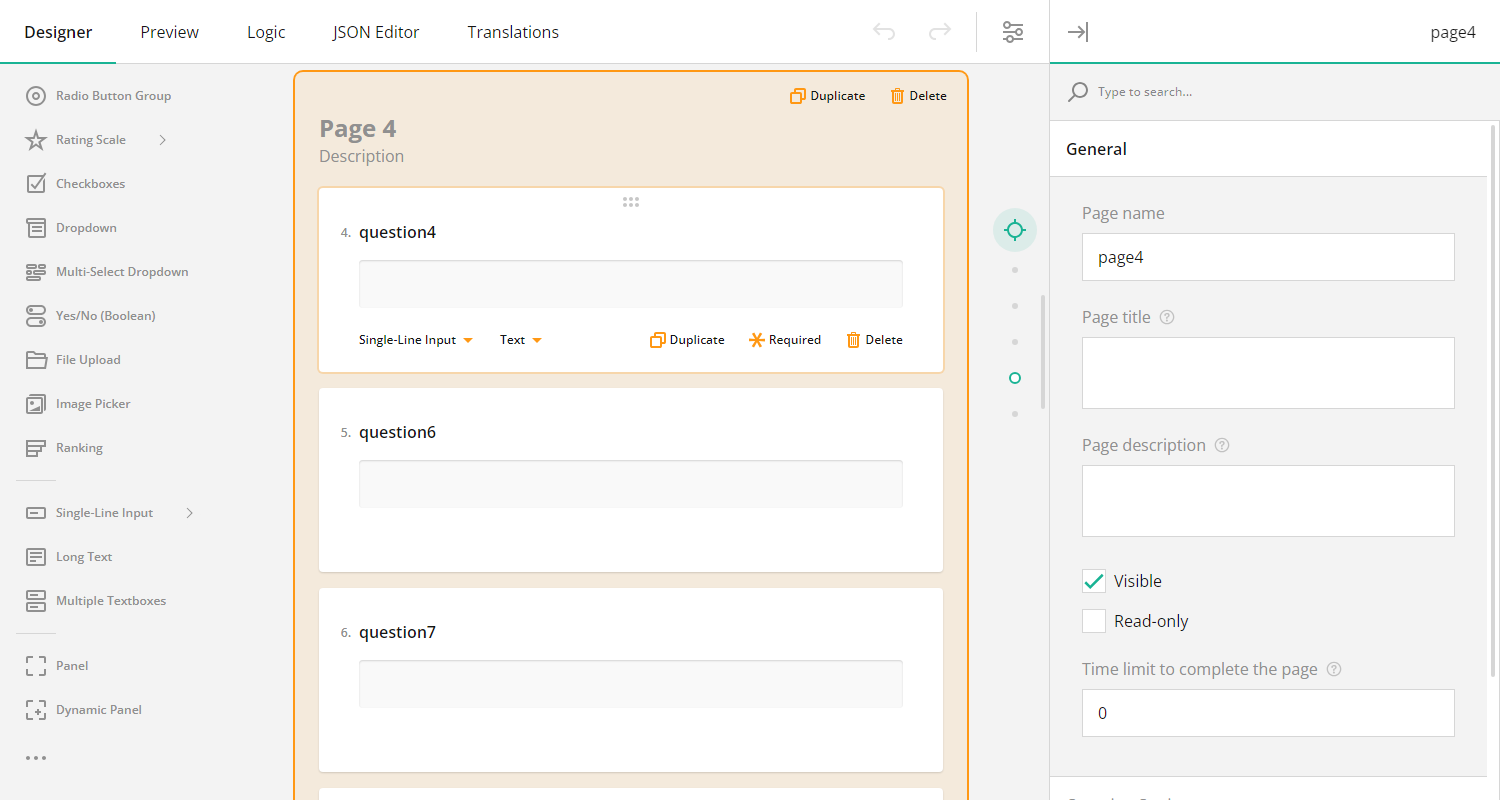 Designer
Preview
Logic
JSON Editor
Translations
page4
Radio Button Group
Rating Scale
Checkboxes
Dropdown
Multi-Select Dropdown
Yes/No (Boolean)
File Upload
Image Picker
Ranking
Single-Line Input
Long Text
Multiple Textboxes
Panel
Dynamic Panel
Duplicate
Delete
Page 4
Description
4. question4
Single-Line Input
Text
Duplicate
Required
Delete
5. question6
6. question7
Type to search...
General
Page name
page4
Page title
Page description
Visible
Read-only
Time limit to complete the page
0